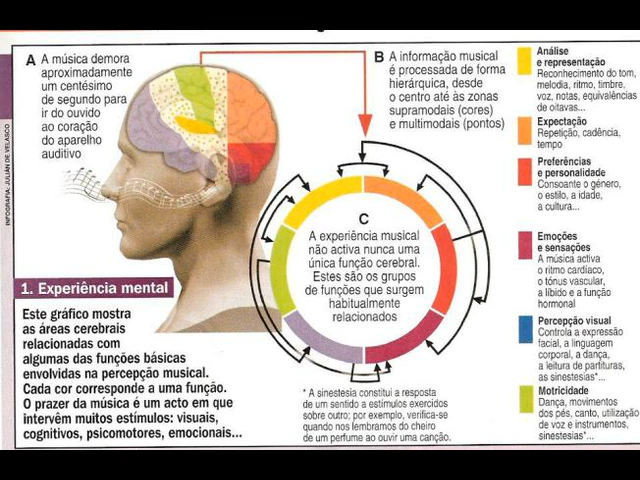 A A música demora
aproximadamente
um centésimo
de segundo para
ir do ouvido
ao coração
do aparelho
auditivo
B A informação musical
é processada de forma
hierárquica, desde
o centro até às zonas
supramodais (cores)
e multimodais (pontos)
C
A experiência musical
não activa nunca uma
única função cerebral.
Estes são os grupos
de funções que surgem
habitualmente
relacionados
INFOGRAFIA: JULIÁN DE VELASCO
1. Experiência mental
Este gráfico mostra
as áreas cerebrais
relacionadas com
algumas das funções básicas
envolvidas na percepção musical.
Cada cor corresponde a uma função.
O prazer da música é um acto em que
intervêm muitos estímulos: visuais,
cognitivos, psicomotores, emocionais...
* A sinestesia constitui a resposta
de um sentido a estímulos exercidos
sobre outro; por exemplo, verifica-se
quando nos lembramos do cheiro
de um perfume ao ouvir uma canção.
Análise
e representação
Reconhecimento do tom,
melodia, ritmo, timbre,
voz, notas, equivalências
de oitavas...
Expectação
Repetição, cadência,
tempo
Preferências
e personalidade
Consoante o género,
o estilo, a idade,
a cultura...
Emoções
e sensações
A música activa
o ritmo cardíaco,
o tónus vascular,
a líbido e a função
hormonal
Percepção visual
Controla a expressão
facial, a linguagem
corporal, a dança,
a leitura de partituras,
as sinestesias*...
Motricidade
Dança, movimentos
dos pés, canto, utilização
de voz e instrumentos,
sinestesias*...